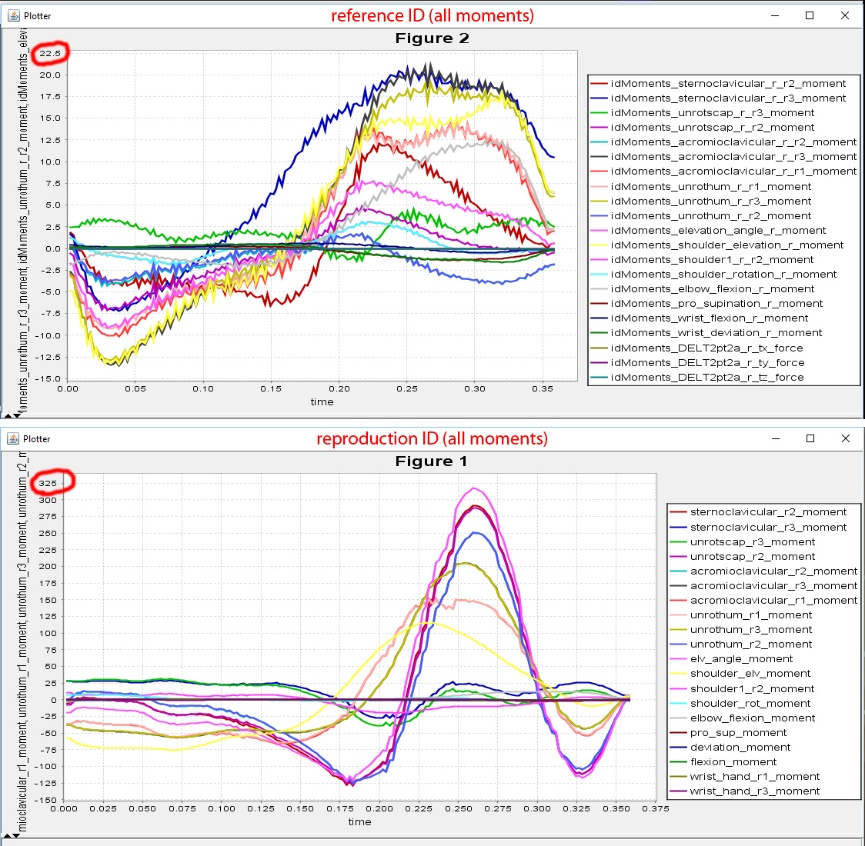 Plotter
reference ID (all moments)
Figure 2
22.5
20.0
17.5
15.0
12.5
10.0
7.5
5.0
2.5
0.0
-2.5
-5.0
-7.5
-10.0
-12.5
-15.0
0.00 0.05 0.10 0.15 0.20 0.25 0.30 0.35
time
idMoments_sternoclavicular_r_r2_moment
idMoments_sternoclavicular_r_r3_moment
idMoments_unrotscap_r_r3_moment
idMoments_unrotscap_r_r2_moment
idMoments_acromioclavicular_r_r2_moment
idMoments_acromioclavicular_r_r3_moment
idMoments_acromioclavicular_r_r1_moment
idMoments_unrothum_r_r1_moment
idMoments_unrothum_r_r3_moment
idMoments_unrothum_r_r2_moment
idMoments_elevation_angle_r_moment
idMoments_shoulder_elevation_r_moment
idMoments_shoulder1_r_r2_moment
idMoments_shoulder_rotation_r_moment
idMoments_elbow_flexion_r_moment
idMoments_pro_supination_r_moment
idMoments_wrist_flexion_r_moment
idMoments_wrist_deviation_r_moment
idMoments_DELT2pt2a_r_tx_force
idMoments_DELT2pt2a_r_ty_force
idMoments_DELT2pt2a_r_tz_force
Moments_unrothum_r_r3_moment, idMoments_unrothum_r_r2_moment, idMoments_elev
Plotter
reproduction ID (all moments)
Figure 1
325
300
275
250
225
200
175
150
125
100
75
50
25
0
-25
-50
-75
-100
-125
-150
0.000 0.025 0.050 0.075 0.100 0.125 0.150 0.175 0.200 0.225 0.250 0.275 0.300 0.325 0.350 0.375
time
sternoclavicular_r2_moment
sternoclavicular_r3_moment
unrotscap_r3_moment
unrotscap_r2_moment
acromioclavicular_r2_moment
acromioclavicular_r3_moment
acromioclavicular_r1_moment
unrothum_r1_moment
unrothum_r3_moment
unrothum_r2_moment
elv_angle_moment
shoulder_elv_moment
shoulder1_r2_moment
shoulder_rot_moment
elbow_flexion_moment
pro_sup_moment
deviation_moment
flexion_moment
wrist_hand_r1_moment
wrist_hand_r3_moment
mioclavicular_r1_moment, unrothum_r1_moment, unrothum_r3_moment, unrothum_r2_m